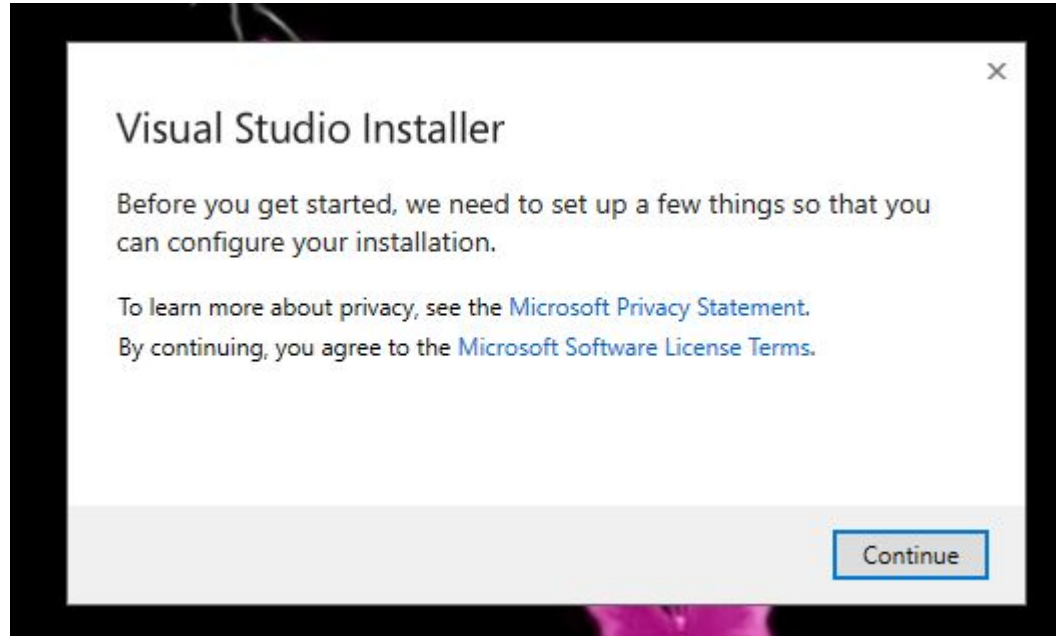 Visual Studio Installer
Before you get started, we need to set up a few things so that you
can configure your installation.
To learn more about privacy, see the Microsoft Privacy Statement.
By continuing, you agree to the Microsoft Software License Terms.
Continue